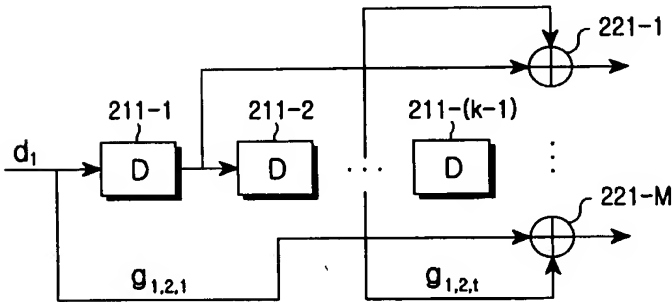 221-1
211-1
211-2
211-(k-1)
d₁
D
D
...
D
221-M
g₁,₂,₁
g₁,₂,ₜ